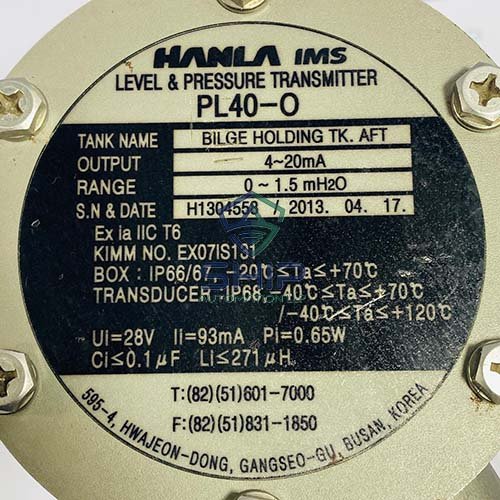 HANLA IMS
LEVEL & PRESSURE TRANSMITTER
PL40-O
TANK NAME BILGE HOLDING TK. AFT
OUTPUT 4~20mA
RANGE 0 ~ 1.5 mH2O
S.N & DATE H1304558 / 2013. 04. 17.
Ex ia IIC T6
KIMM NO. EX07IS131
BOX : IP66/67, -20℃≤Ta≤+70℃
TRANSDUCER : IP68, -40℃≤Ta≤+70℃
/-40℃≤Ta≤+120℃
Ui=28V Ii=93mA Pi=0.65W
Ci≤0.1μF Li≤271μH
T:(82)(51)601-7000
F:(82)(51)831-1850
595-4, HWAJEON-DONG, GANGSEO-GU, BUSAN, KOREA